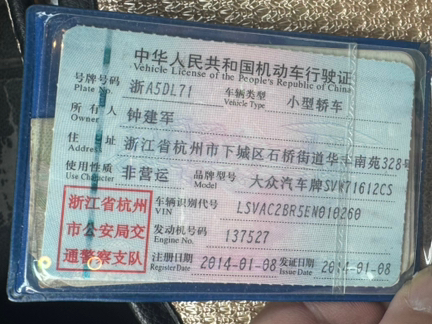 中华人民共和国机动车行驶证
Vehicle License of the People's Republic of China
号牌号码 浙A5DL71 车辆类型 小型轿车
Plate No. Vehicle Type
所有人 钟建军
Owner
住址 浙江省杭州市下城区石桥街道华丰南苑328号
Address
使用性质 非营运 品牌型号 大众汽车牌SVW71612CS
Use Character Model
浙江省杭州
市公安局交
通警察支队
车辆识别代号 LSVAC2BR5EN010260
VIN
发动机号码 137527
Engine No.
注册日期 2014-01-08 发证日期 2014-01-08
Register Date Issue Date